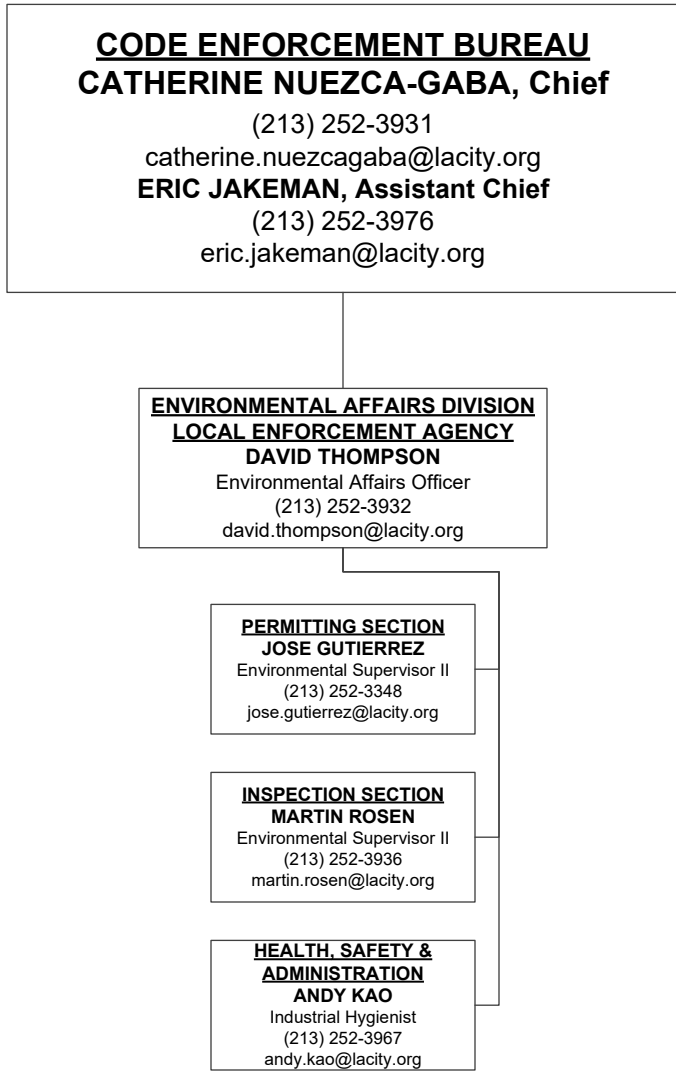 CODE ENFORCEMENT BUREAU
CATHERINE NUEZCA-GABA, Chief
(213) 252-3931
catherine.nuezcagaba@lacity.org
ERIC JAKEMAN, Assistant Chief
(213) 252-3976
eric.jakeman@lacity.org
ENVIRONMENTAL AFFAIRS DIVISION
LOCAL ENFORCEMENT AGENCY
DAVID THOMPSON
Environmental Affairs Officer
(213) 252-3932
david.thompson@lacity.org
PERMITTING SECTION
JOSE GUTIERREZ
Environmental Supervisor II
(213) 252-3348
jose.gutierrez@lacity.org
INSPECTION SECTION
MARTIN ROSEN
Environmental Supervisor II
(213) 252-3936
martin.rosen@lacity.org
HEALTH, SAFETY &
ADMINISTRATION
ANDY KAO
Industrial Hygienist
(213) 252-3967
andy.kao@lacity.org